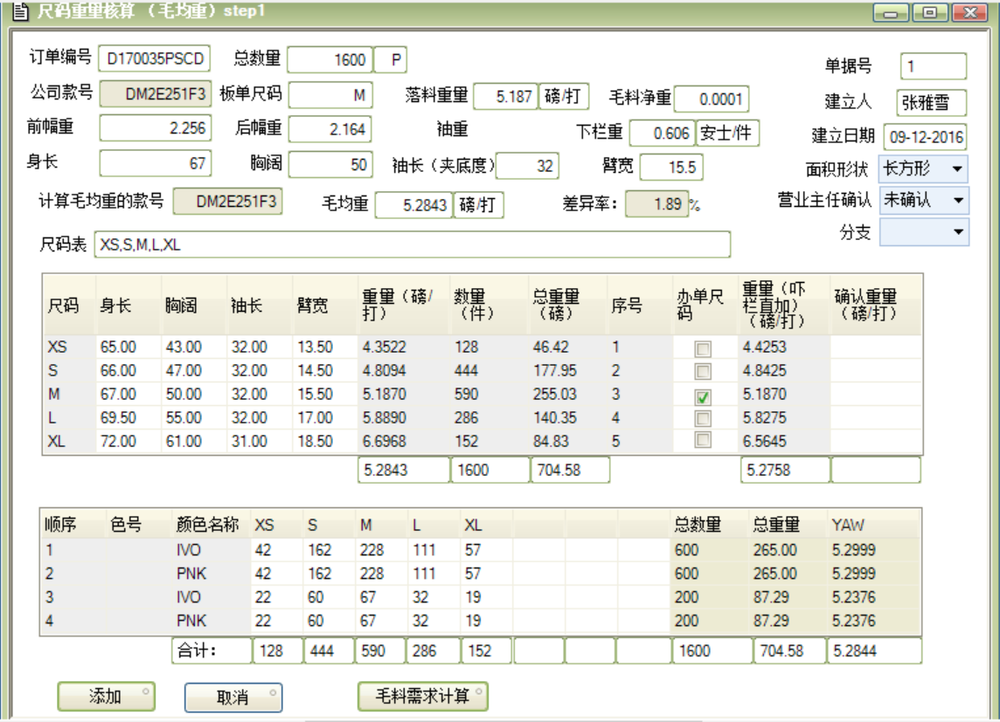 尺码重里核算 （毛均重）step1
订单编号 D170035PSCD 总数里 1600 P 单据号 1
公司款号 DM2E251F3 板单尺码 M 落料重里 5.187 磅/打 毛料净重 0.0001 建立人 张雅雪
前幅重 2.256 后幅重 2.164 袖重 下栏重 0.606 安士/件 建立日期 09-12-2016
身长 67 胸阔 50 袖长（夹底度） 32 臂宽 15.5 面积形状 长方形
计算毛均重的款号 DM2E251F3 毛均重 5.2843 磅/打 差异率： 1.89 % 营业主任确认 未确认
分支
尺码表 XS,S,M,L,XL
尺码 身长 胸阔 袖长 臂宽 重里（磅/打） 数里（件） 总重里（磅） 序号 办单尺码 重里（吓栏直加）（磅/打） 确认重里（磅/打）
XS 65.00 43.00 32.00 13.50 4.3522 128 46.42 1 4.4253
S 66.00 47.00 32.00 14.50 4.8094 444 177.95 2 4.8425
M 67.00 50.00 32.00 15.50 5.1870 590 255.03 3 5.1870
L 69.50 55.00 32.00 17.00 5.8890 286 140.35 4 5.8275
XL 72.00 61.00 31.00 18.50 6.6968 152 84.83 5 6.5645
5.2843 1600 704.58 5.2758
顺序 色号 颜色名称 XS S M L XL 总数里 总重里 YAW
1 IVO 42 162 228 111 57 600 265.00 5.2999
2 PNK 42 162 228 111 57 600 265.00 5.2999
3 IVO 22 60 67 32 19 200 87.29 5.2376
4 PNK 22 60 67 32 19 200 87.29 5.2376
合计： 128 444 590 286 152 1600 704.58 5.2844
添加 取消 毛料需求计算